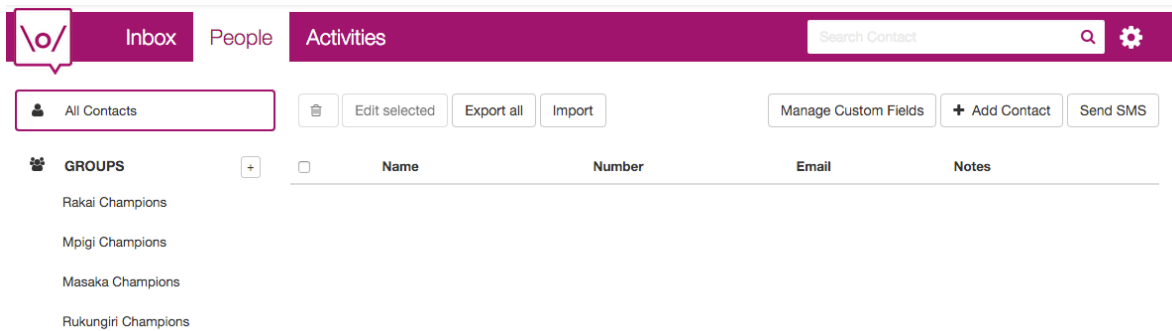 \o/ Inbox People Activities Search Contact
All Contacts Edit selected Export all Import Manage Custom Fields + Add Contact Send SMS
GROUPS + Name Number Email Notes
Rakai Champions
Mpigi Champions
Masaka Champions
Rukungiri Champions